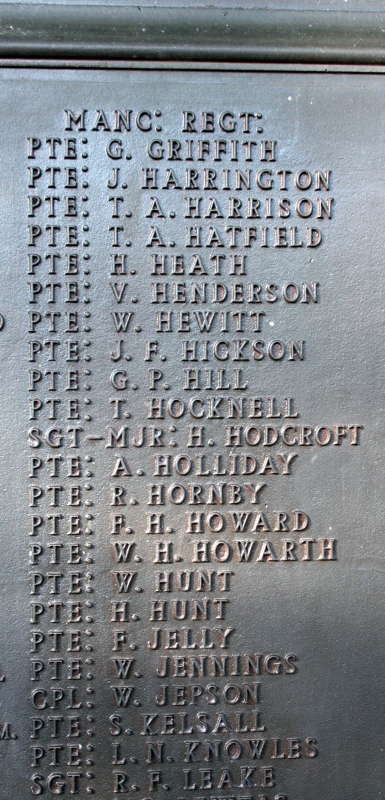 MANC: REGT:
PTE: G. GRIFFITH
PTE: J. HARRINGTON
PTE: T. A. HARRISON
PTE: T. A. HATFIELD
PTE: H. HEATH
PTE: V. HENDERSON
PTE: W. HEWITT
PTE: J. F. HICKSON
PTE: G. P. HILL
PTE: T. HOCKNELL
SGT-MJR: H. HODCROFT
PTE: A. HOLLIDAY
PTE: R. HORNBY
PTE: F. H. HOWARD
PTE: W. H. HOWARTH
PTE: W. HUNT
PTE: H. HUNT
PTE: F. JELLY
PTE: W. JENNINGS
CPL: W. JEPSON
M. PTE: S. KELSALL
PTE: L. N. KNOWLES
SGT: R. F. LEAKE